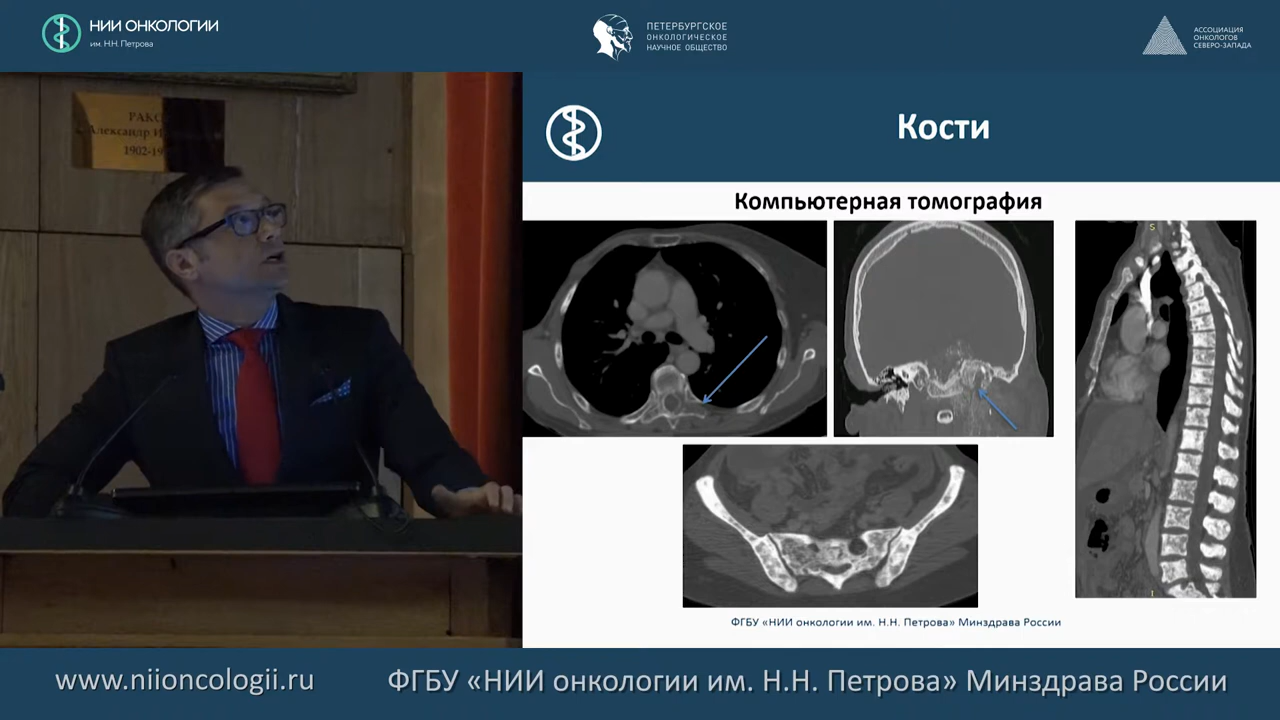 НИИ ОНКОЛОГИИ
им. Н.Н. Петрова
ПЕТЕРБУРГСКОЕ
ОНКОЛОГИЧЕСКОЕ
НАУЧНОЕ ОБЩЕСТВО
АССОЦИАЦИЯ
ОНКОЛОГОВ
СЕВЕРО-ЗАПАДА
РАКО
Александр И
1902-19
Кости
Компьютерная томография
S
I
ФГБУ «НИИ онкологии им. Н.Н. Петрова» Минздрава России
www.niioncologii.ru
ФГБУ «НИИ онкологии им. Н.Н. Петрова» Минздрава России